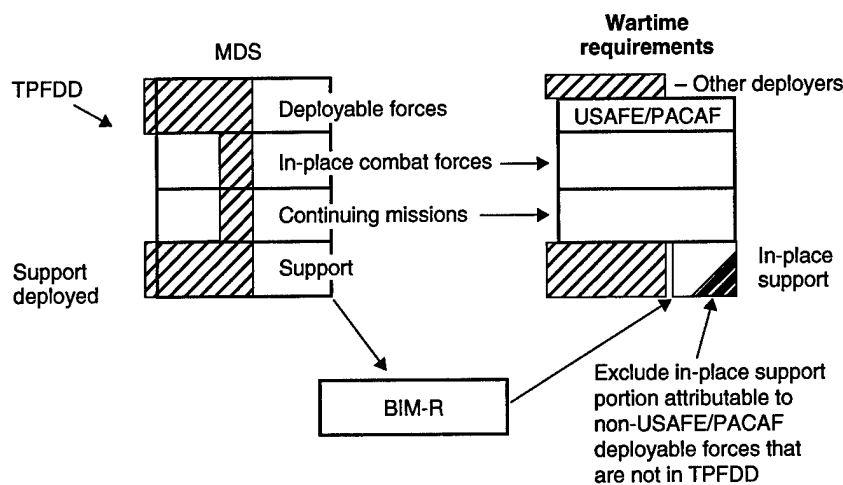 MDS
Wartime
requirements
TPFDD
Deployable forces
– Other deployers
USAFE/PACAF
In-place combat forces
Continuing missions
Support
Support
deployed
In-place
support
BIM-R
Exclude in-place support
portion attributable to
non-USAFE/PACAF
deployable forces that
are not in TPFDD